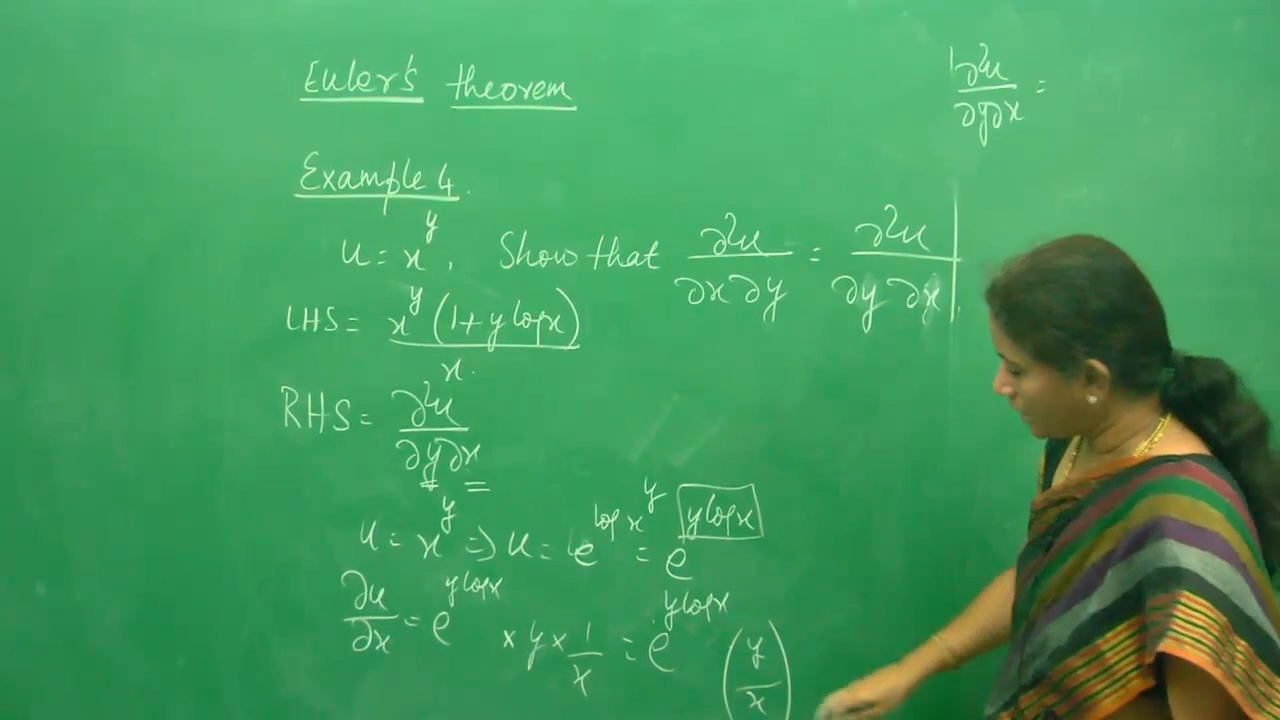 Euler's theorem
∂²u/∂y∂x =
Example 4.
u = x^y, Show that ∂²u/∂x∂y = ∂²u/∂y∂x
LHS = x^y (1 + y log x)/x.
RHS = ∂²u/∂y∂x
u = x^y ⇒ u = e^(log x^y) = e^(y log x)
∂u/∂x = e^(y log x) × y × 1/x = e^(y log x) (y/x)